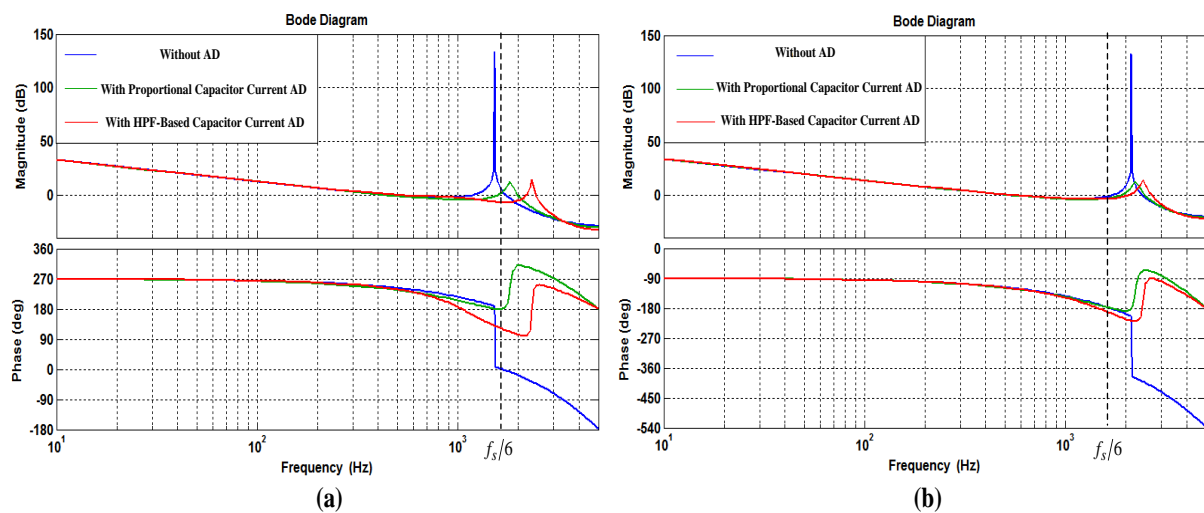 Bode Diagram
150
100
50
0
Magnitude (dB)
Without AD
With Proportional Capacitor Current AD
With HPF-Based Capacitor Current AD
360
270
180
90
0
-90
-180
Phase (deg)
10^1
10^2
10^3
f_s/6
Frequency (Hz)
(a)
Bode Diagram
150
100
50
0
Magnitude (dB)
Without AD
With Proportional Capacitor Current AD
With HPF-Based Capacitor Current AD
0
-90
-180
-270
-360
-450
-540
Phase (deg)
10^1
10^2
10^3
f_s/6
Frequency (Hz)
(b)